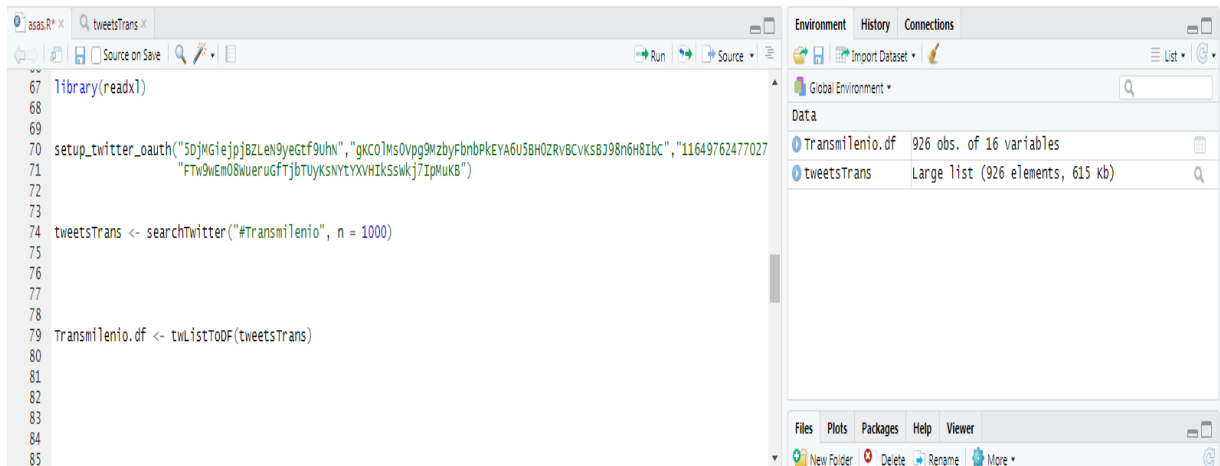 asas.R*
tweetsTrans
Source on Save
Run
Source
67 library(readxl)
68
69
70 setup_twitter_oauth("5DjMGiejpjBZLeN9yeGtf9UhN","gKCOlMsOVpg9MzbyFbnbPkEYA6U5BHOZRvBCvKsBJ98n6H8IbC","11649762477027
71 "FTw9wEmO8WueruGfTjbTUyKsNYtYXVHIkSsWkj7IpMuKB")
72
73
74 tweetsTrans <- searchTwitter("#Transmilenio", n = 1000)
75
76
77
78
79 Transmilenio.df <- twListToDF(tweetsTrans)
80
81
82
83
84
85
Environment History Connections
Import Dataset
List
Global Environment
Data
Transmilenio.df 926 obs. of 16 variables
tweetsTrans Large list (926 elements, 615 Kb)
Files Plots Packages Help Viewer
New Folder Delete Rename More